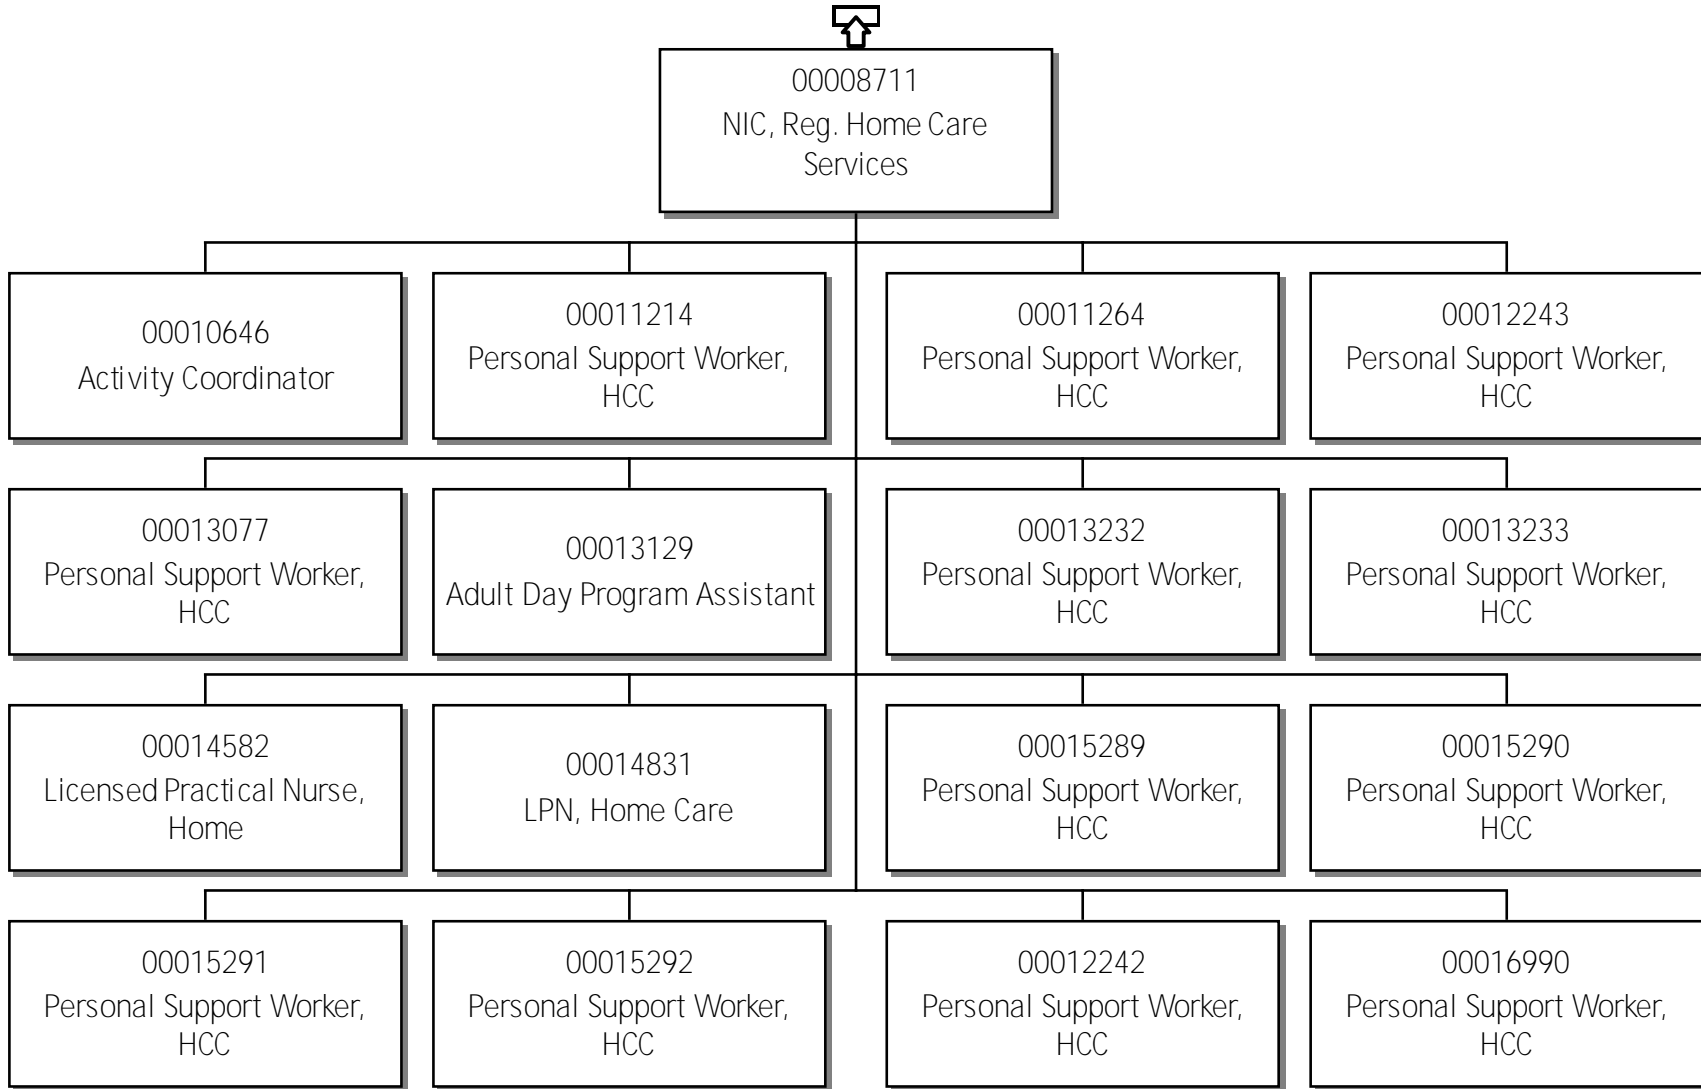 00008711
NIC, Reg. Home Care
Services
00010646
Activity Coordinator
00011214
Personal Support Worker,
HCC
00011264
Personal Support Worker,
HCC
00012243
Personal Support Worker,
HCC
00013077
Personal Support Worker,
HCC
00013129
Adult Day Program Assistant
00013232
Personal Support Worker,
HCC
00013233
Personal Support Worker,
HCC
00014582
Licensed Practical Nurse,
Home
00014831
LPN, Home Care
00015289
Personal Support Worker,
HCC
00015290
Personal Support Worker,
HCC
00015291
Personal Support Worker,
HCC
00015292
Personal Support Worker,
HCC
00012242
Personal Support Worker,
HCC
00016990
Personal Support Worker,
HCC